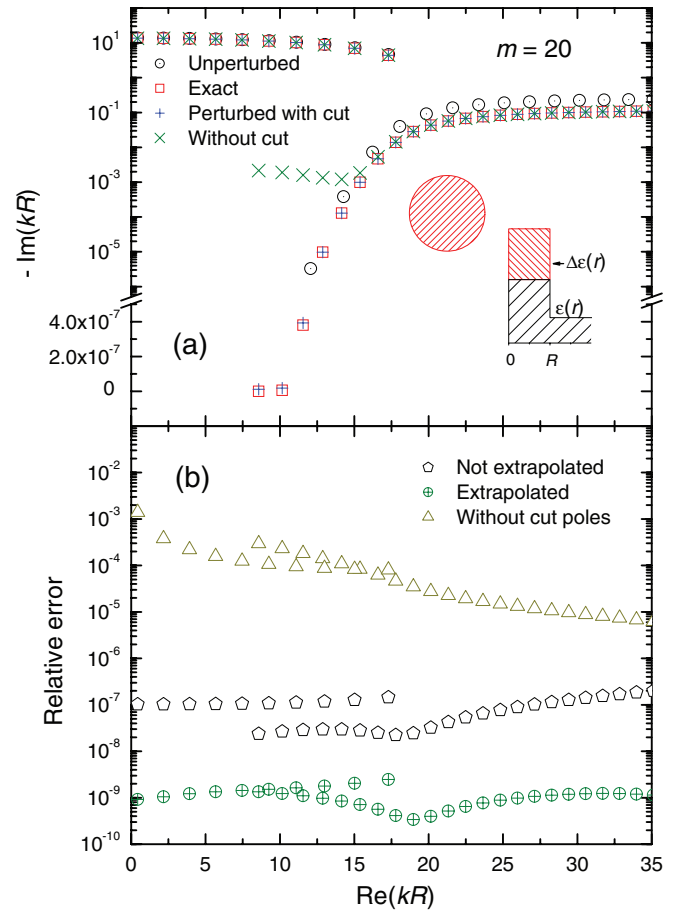 m = 20
Unperturbed
Exact
Perturbed with cut
Without cut
10^1
10^-1
10^-3
10^-5
4.0x10^-7
2.0x10^-7
0
- Im(kR)
(a)
Δε(r)
ε(r)
0
R
(b)
Not extrapolated
Extrapolated
Without cut poles
10^-2
10^-3
10^-4
10^-5
10^-6
10^-7
10^-8
10^-9
10^-10
Relative error
0 5 10 15 20 25 30 35
Re(kR)